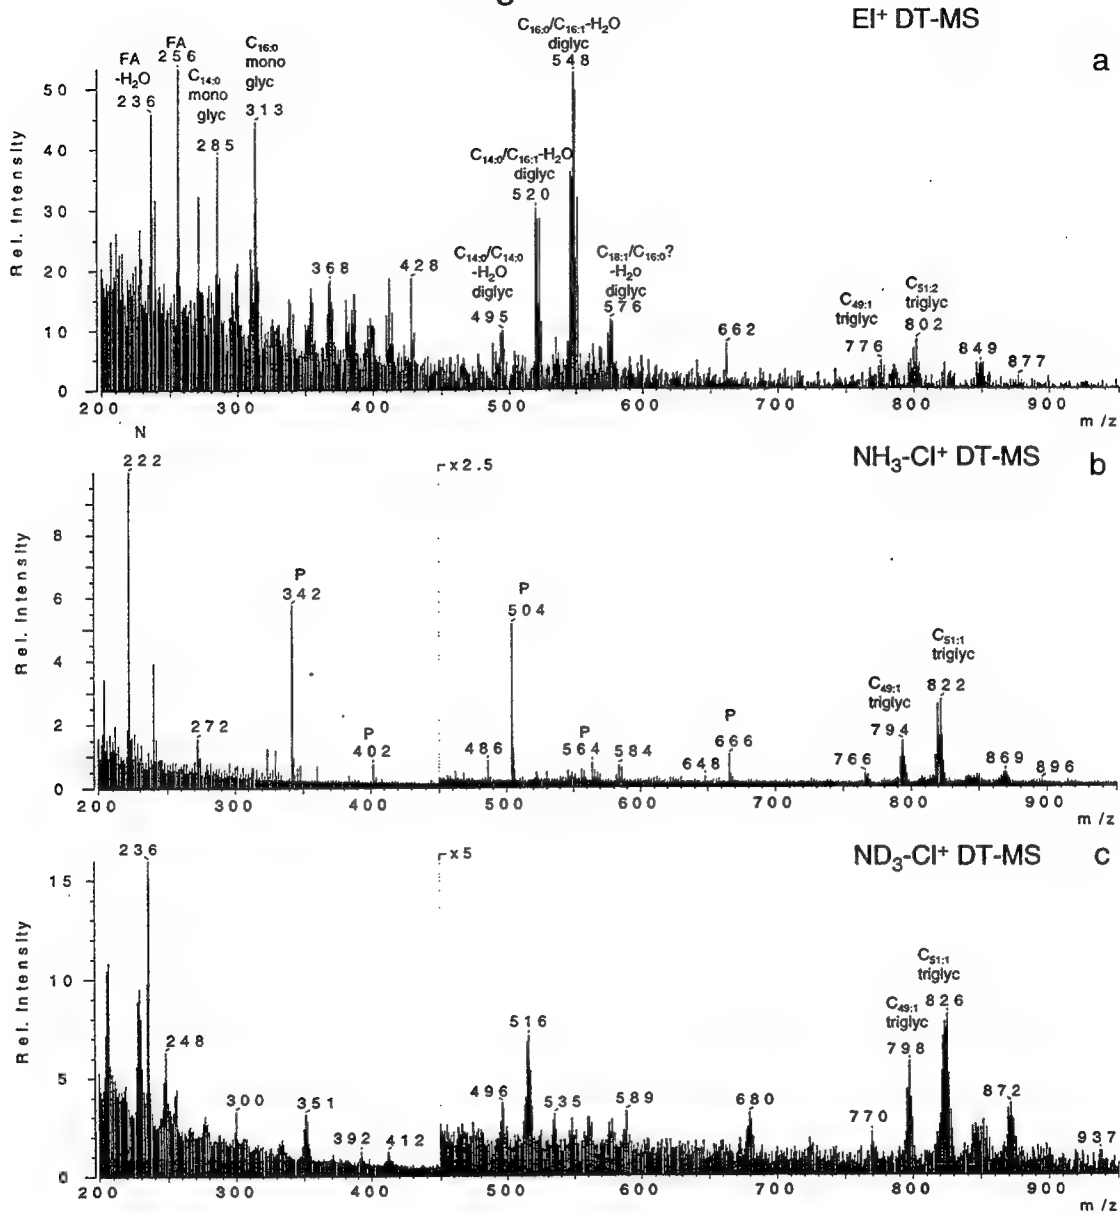 EI+ DT-MS
a
FA
-H2O
236
FA
256
C14:0
mono
glyc
285
C16:0
mono
glyc
313
368
428
C14:0/C14:0
-H2O
diglyc
495
C14:0/C16:1-H2O
diglyc
520
C16:0/C16:1-H2O
diglyc
548
C18:1/C16:0?
-H2O
diglyc
576
662
C49:1
triglyc
776
C51:2
triglyc
802
849
877
Rel. Intensity
50
40
30
20
10
0
200 300 400 500 600 700 800 900
m/z
NH3-CI+ DT-MS
b
N
222
272
P
342
P
402
x2.5
486
P
504
P
564
584
648
P
666
766
C49:1
triglyc
794
C51:1
triglyc
822
869
896
Rel. Intensity
8
6
4
2
0
200 300 400 500 600 700 800 900
m/z
ND3-CI+ DT-MS
c
236
248
300
351
392
412
x5
496
516
535
589
680
770
C49:1
triglyc
798
C51:1
triglyc
826
872
937
Rel. Intensity
15
10
5
0
200 300 400 500 600 700 800 900
m/z